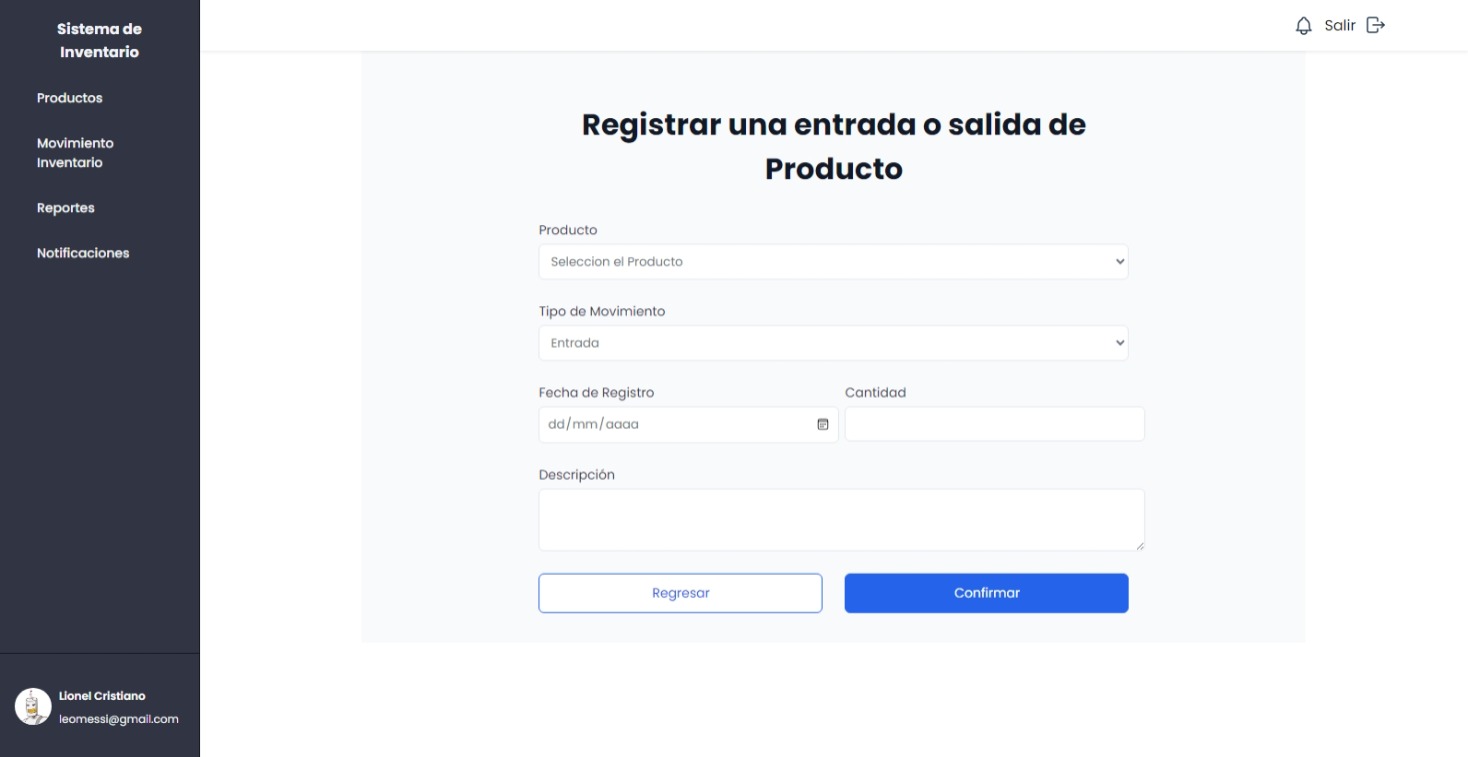 Sistema de
Inventario
Productos
Movimiento
Inventario
Reportes
Notificaciones
Lionel Cristiano
leomessi@gmail.com
Salir
Registrar una entrada o salida de
Producto
Producto
Seleccion el Producto
Tipo de Movimiento
Entrada
Fecha de Registro
Cantidad
dd/mm/aaaa
Descripción
Regresar
Confirmar